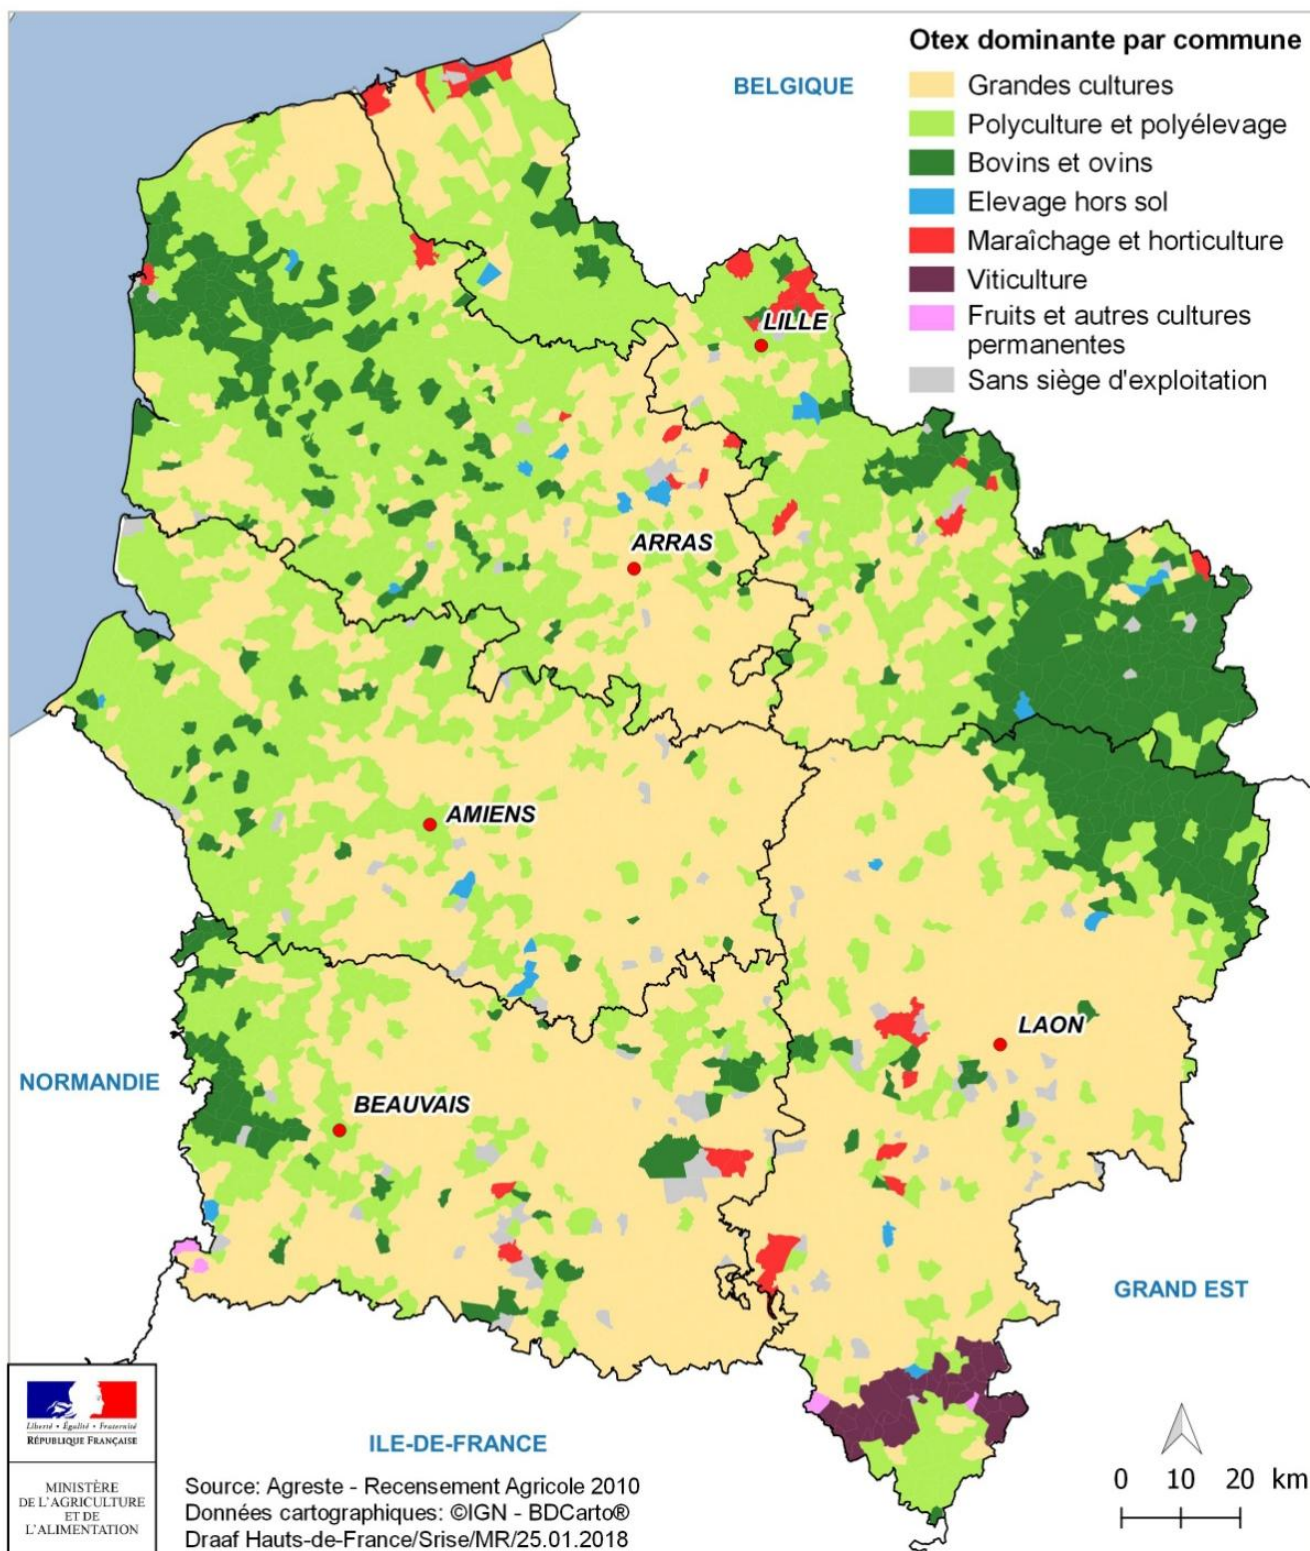 Otex dominante par commune
Grandes cultures
Polyculture et polyélevage
Bovins et ovins
Elevage hors sol
Maraîchage et horticulture
Viticulture
Fruits et autres cultures
permanentes
Sans siège d'exploitation
BELGIQUE
LILLE
ARRAS
AMIENS
LAON
NORMANDIE
BEAUVAIS
GRAND EST
ILE-DE-FRANCE
Liberté • Égalité • Fraternité
RÉPUBLIQUE FRANÇAISE
MINISTÈRE
DE L'AGRICULTURE
ET DE
L'ALIMENTATION
Source: Agreste - Recensement Agricole 2010
Données cartographiques: ©IGN - BDCarto®
Draaf Hauts-de-France/Srise/MR/25.01.2018
0 10 20 km